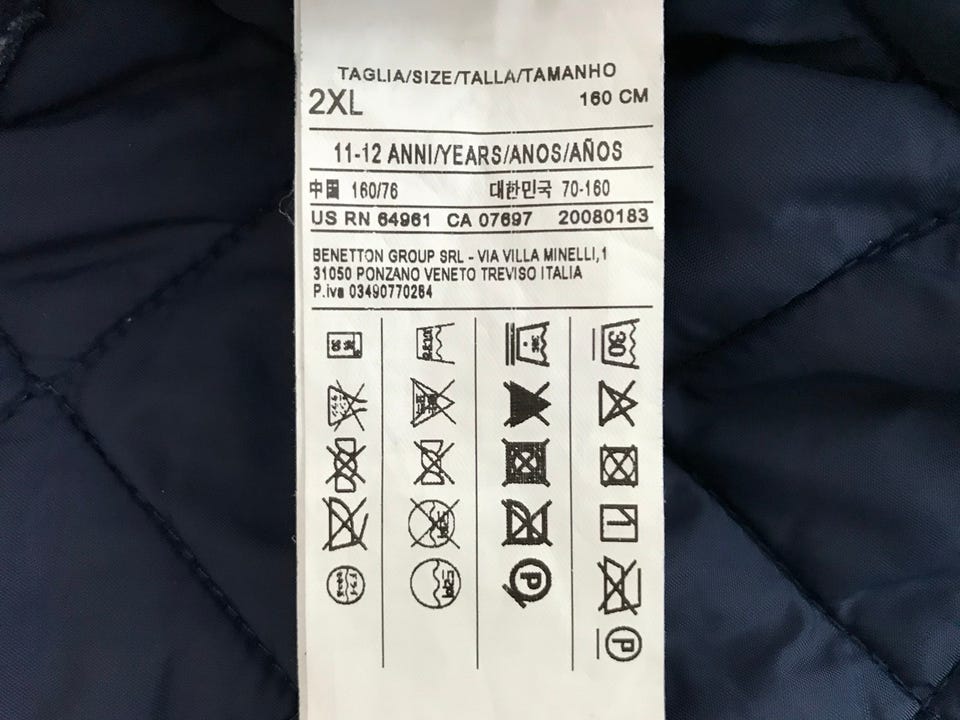 TAGLIA/SIZE/TALLA/TAMANHO
2XL 160 CM
11-12 ANNI/YEARS/ANOS/AÑOS
中国 160/76 대한민국 70-160
US RN 64961 CA 07697 20080183
BENETTON GROUP SRL - VIA VILLA MINELLI,1
31050 PONZANO VENETO TREVISO ITALIA
P.iva 03490770264
30
P
P